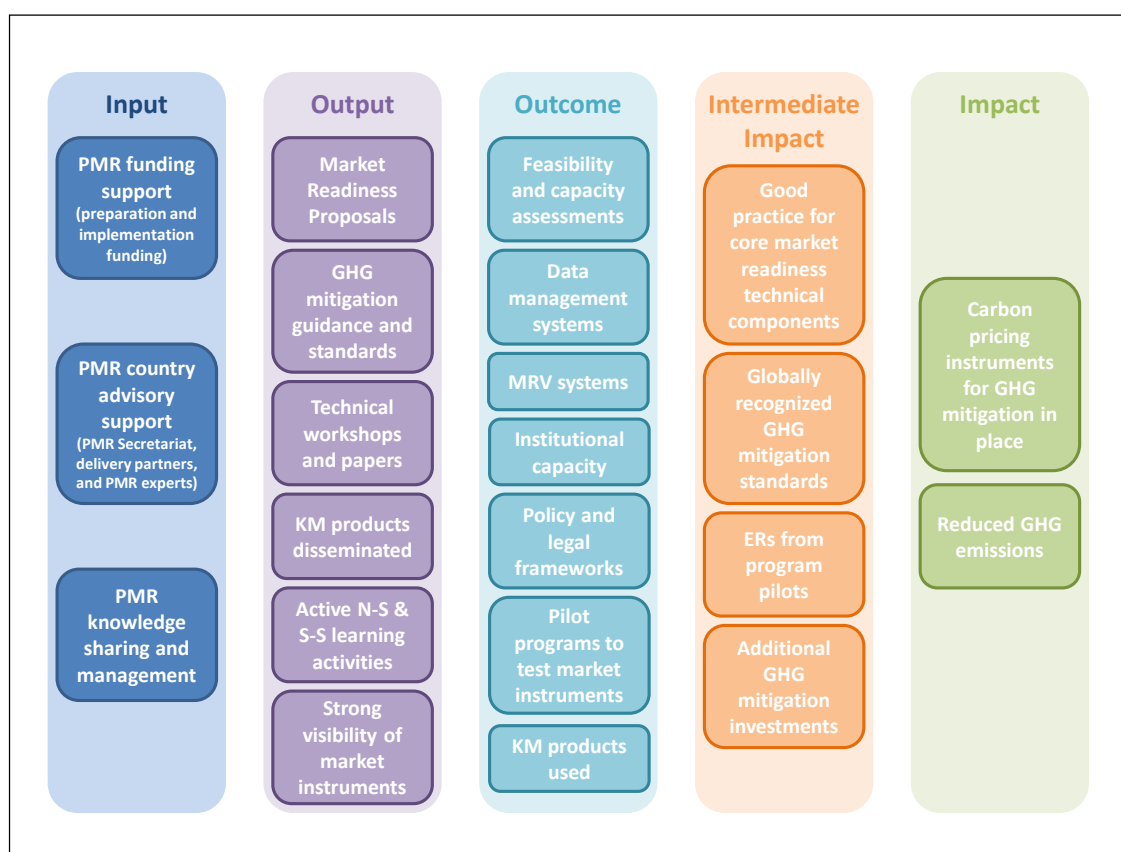 Input
PMR funding
support
(preparation and
implementation
funding)
PMR country
advisory
support
(PMR Secretariat,
delivery partners,
and PMR experts)
PMR
knowledge
sharing and
management
Output
Market
Readiness
Proposals
GHG
mitigation
guidance and
standards
Technical
workshops
and papers
KM products
disseminated
Active N-S &
S-S learning
activities
Strong
visibility of
market
instruments
Outcome
Feasibility
and capacity
assessments
Data
management
systems
MRV systems
Institutional
capacity
Policy and
legal
frameworks
Pilot
programs to
test market
instruments
KM products
used
Intermediate
Impact
Good
practice for
core market
readiness
technical
components
Globally
recognized
GHG
mitigation
standards
ERs from
program
pilots
Additional
GHG
mitigation
investments
Impact
Carbon
pricing
instruments
for GHG
mitigation in
place
Reduced GHG
emissions